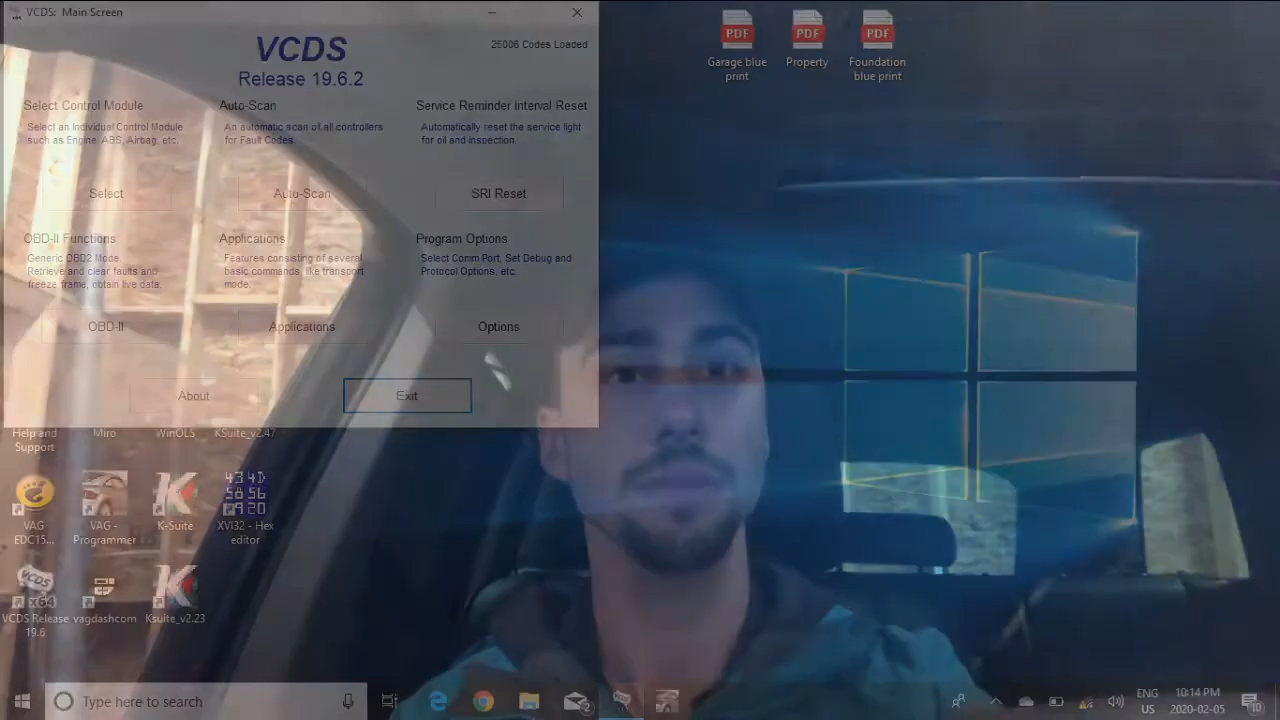 VCDS: Main Screen
VCDS
Release 19.6.2
25006 Codes Loaded
Select Control Module
Select an Individual Control Module
such as Engine, ABS, Airbag, etc.
Select
Auto-Scan
An automatic scan of all controllers
for Fault Codes.
Auto-Scan
Service Reminder Interval Reset
Automatically reset the service light
for oil and inspection.
SRI Reset
OBD-II Functions
Generic OBD2 Mode
Retrieve and clear faults and
freeze frame, obtain live data.
OBD-II
Applications
Features consisting of several
basic commands, like transport
mode.
Applications
Program Options
Select Comm Port, Set Debug and
Protocol Options, etc.
Options
About
Exit
PDF
Garage blue
print
PDF
Property
PDF
Foundation
blue print
Help and
Support
Miro
WinOLS
KSuite_v2.47
VAG
EDC15...
VAG -
Programmer
K-Suite
XVI32 - Hex
editor
VCDS
x64
VCDS Release
19.6
vagdashcom
Ksuite_v2.23
Type here to search
2
ENG
US
10:14 PM
2020-02-05
10